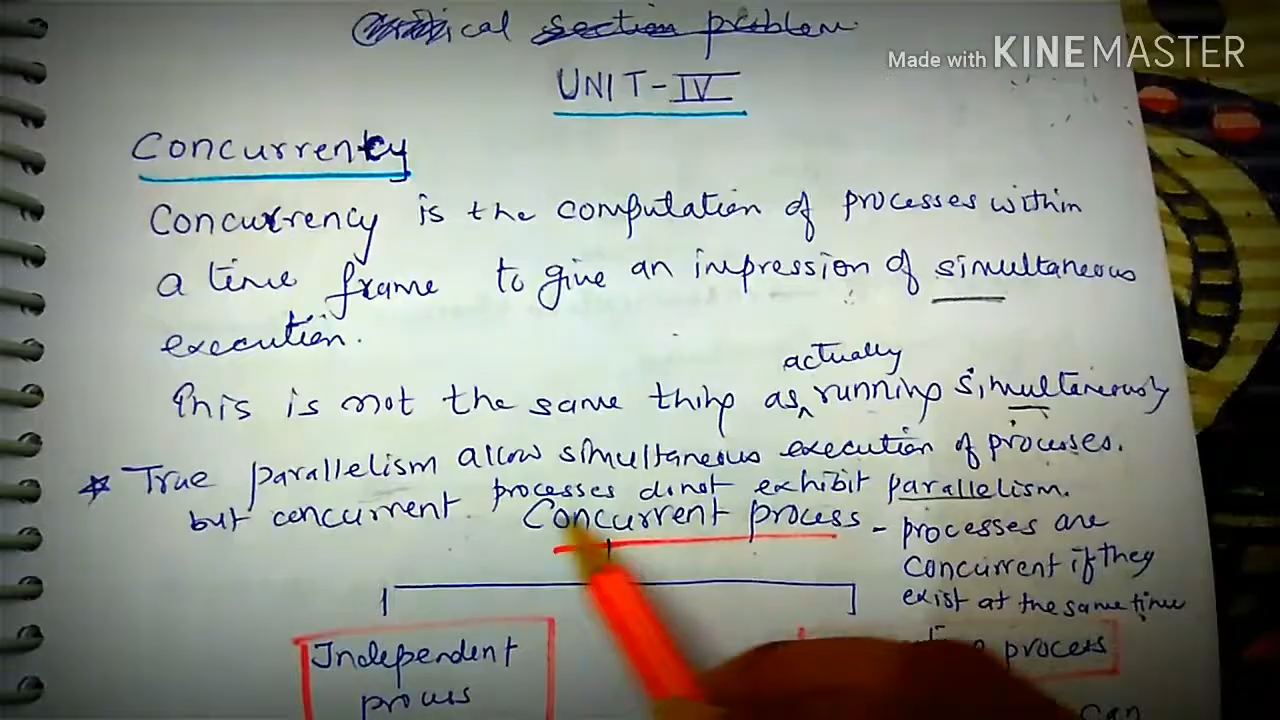 ical section problem
Made with KINEMASTER
UNIT-IV
Concurrency
Concurrency is the computation of processes within
a time frame to give an impression of simultaneous
execution.
actually
This is not the same thing as running simultaneously
* True parallelism allow simultaneous execution of processes.
but concurrent processes donot exhibit parallelism.
Concurrent process - processes are
concurrent if they
exist at the same time
Independent
process
process
can